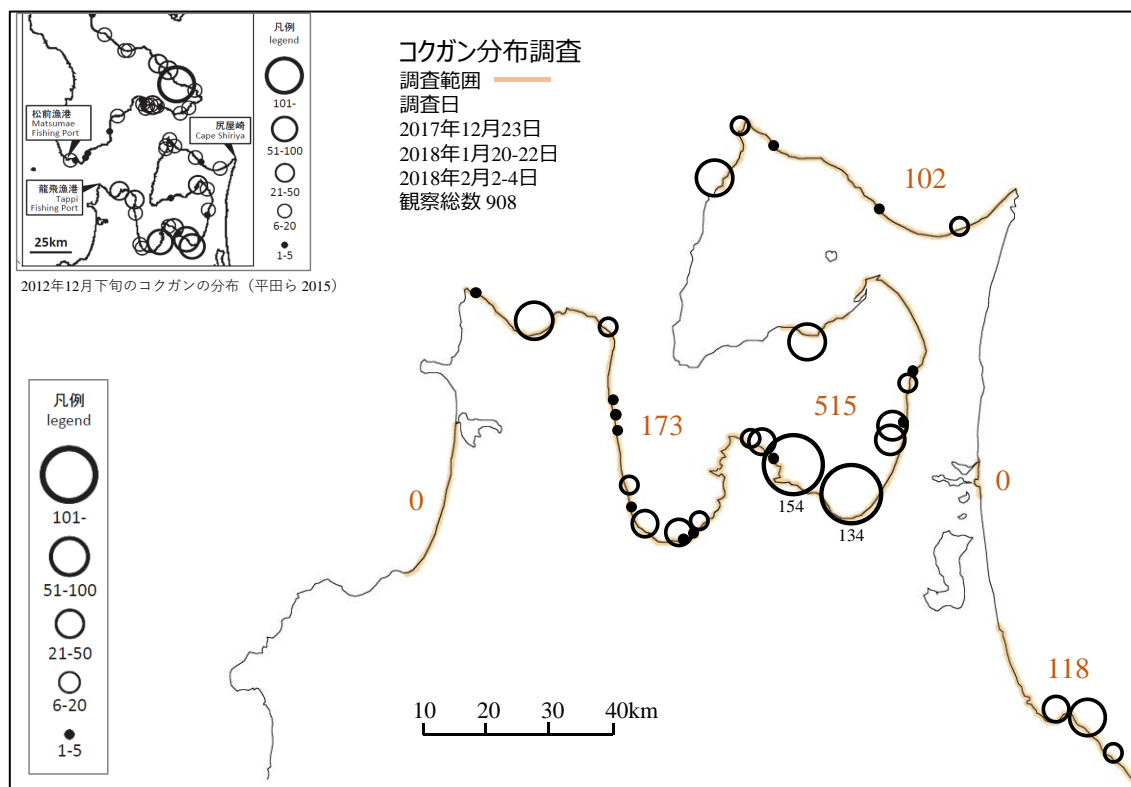 凡例
legend
101-
51-100
21-50
6-20
1-5
松前漁港
Matsumae
Fishing Port
尻屋崎
Cape Shiriya
龍飛漁港
Tappi
Fishing Port
25km
2012年12月下旬のコクガンの分布（平田ら 2015）
コクガン分布調査
調査範囲
調査日
2017年12月23日
2018年1月20-22日
2018年2月2-4日
観察総数 908
102
515
173
0
0
154
134
118
凡例
legend
101-
51-100
21-50
6-20
1-5
10 20 30 40km